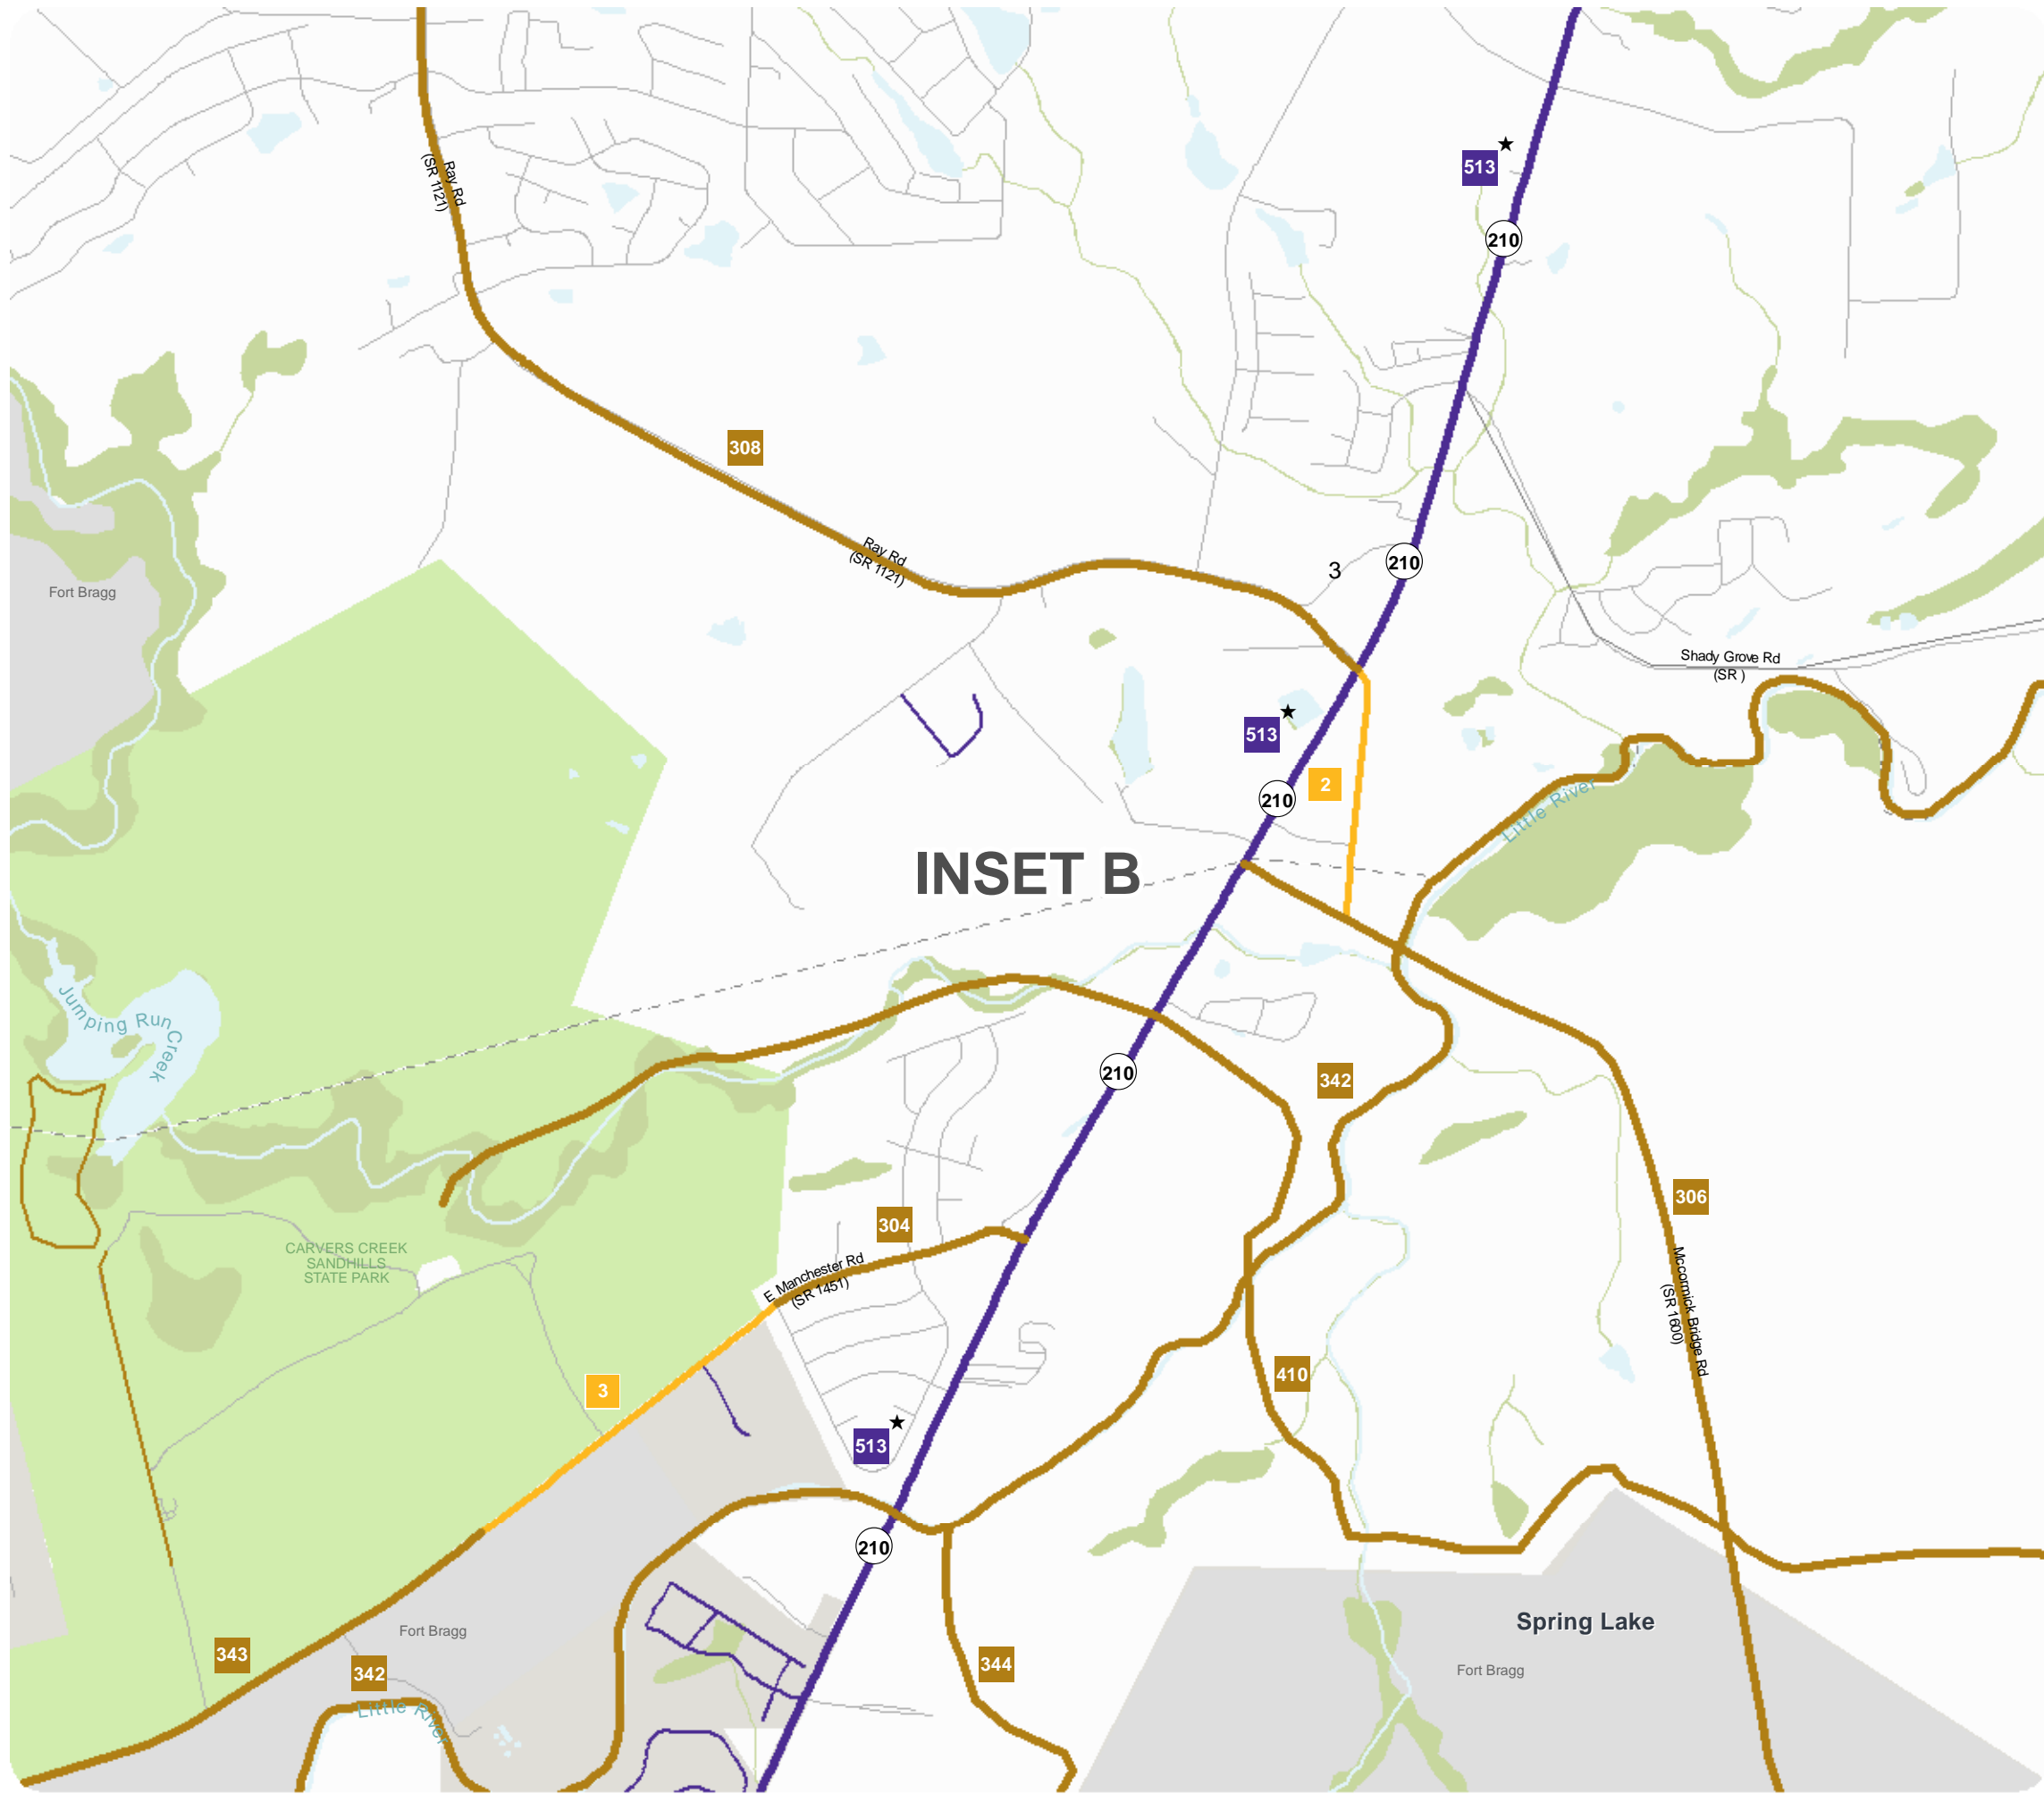 513
210
Ray Rd
(SR 1121)
308
Ray Rd
(SR 1121)
3
210
Fort Bragg
Shady Grove Rd
(SR )
513
2
210
Little River
INSET B
Jumping Run
Creek
210
342
306
304
CARVERS CREEK
SANDHILLS
STATE PARK
E Manchester Rd
(SR 1451)
Mccormick Bridge Rd
(SR 1600)
410
3
513
210
Spring Lake
Fort Bragg
Fort Bragg
343
342
344
Little River